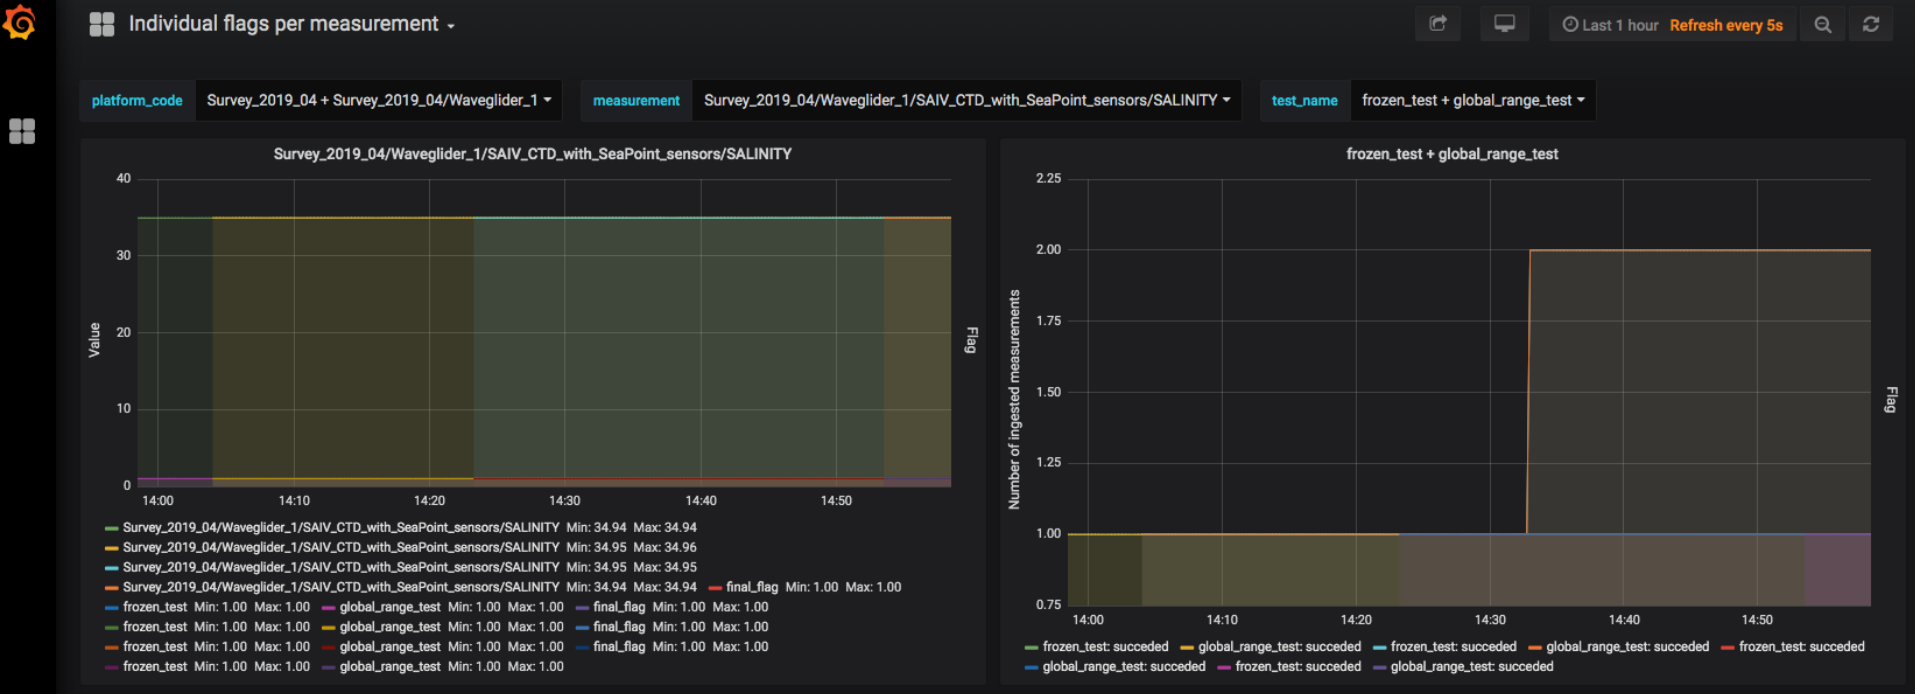 Individual flags per measurement
Last 1 hour Refresh every 5s
platform_code Survey_2019_04 + Survey_2019_04/Waveglider_1 measurement Survey_2019_04/Waveglider_1/SAIV_CTD_with_SeaPoint_sensors/SALINITY test_name frozen_test + global_range_test
Survey_2019_04/Waveglider_1/SAIV_CTD_with_SeaPoint_sensors/SALINITY
40
30
20
10
0
Value
Flag
14:00 14:10 14:20 14:30 14:40 14:50
Survey_2019_04/Waveglider_1/SAIV_CTD_with_SeaPoint_sensors/SALINITY Min: 34.94 Max: 34.94
Survey_2019_04/Waveglider_1/SAIV_CTD_with_SeaPoint_sensors/SALINITY Min: 34.95 Max: 34.96
Survey_2019_04/Waveglider_1/SAIV_CTD_with_SeaPoint_sensors/SALINITY Min: 34.95 Max: 34.95
Survey_2019_04/Waveglider_1/SAIV_CTD_with_SeaPoint_sensors/SALINITY Min: 34.94 Max: 34.94 final_flag Min: 1.00 Max: 1.00
frozen_test Min: 1.00 Max: 1.00 global_range_test Min: 1.00 Max: 1.00 final_flag Min: 1.00 Max: 1.00
frozen_test Min: 1.00 Max: 1.00 global_range_test Min: 1.00 Max: 1.00 final_flag Min: 1.00 Max: 1.00
frozen_test Min: 1.00 Max: 1.00 global_range_test Min: 1.00 Max: 1.00 final_flag Min: 1.00 Max: 1.00
frozen_test Min: 1.00 Max: 1.00 global_range_test Min: 1.00 Max: 1.00
frozen_test + global_range_test
2.25
2.00
1.75
1.50
1.25
1.00
0.75
Number of ingested measurements
Flag
14:00 14:10 14:20 14:30 14:40 14:50
frozen_test: succeded global_range_test: succeded frozen_test: succeded global_range_test: succeded frozen_test: succeded
global_range_test: succeded frozen_test: succeded global_range_test: succeded